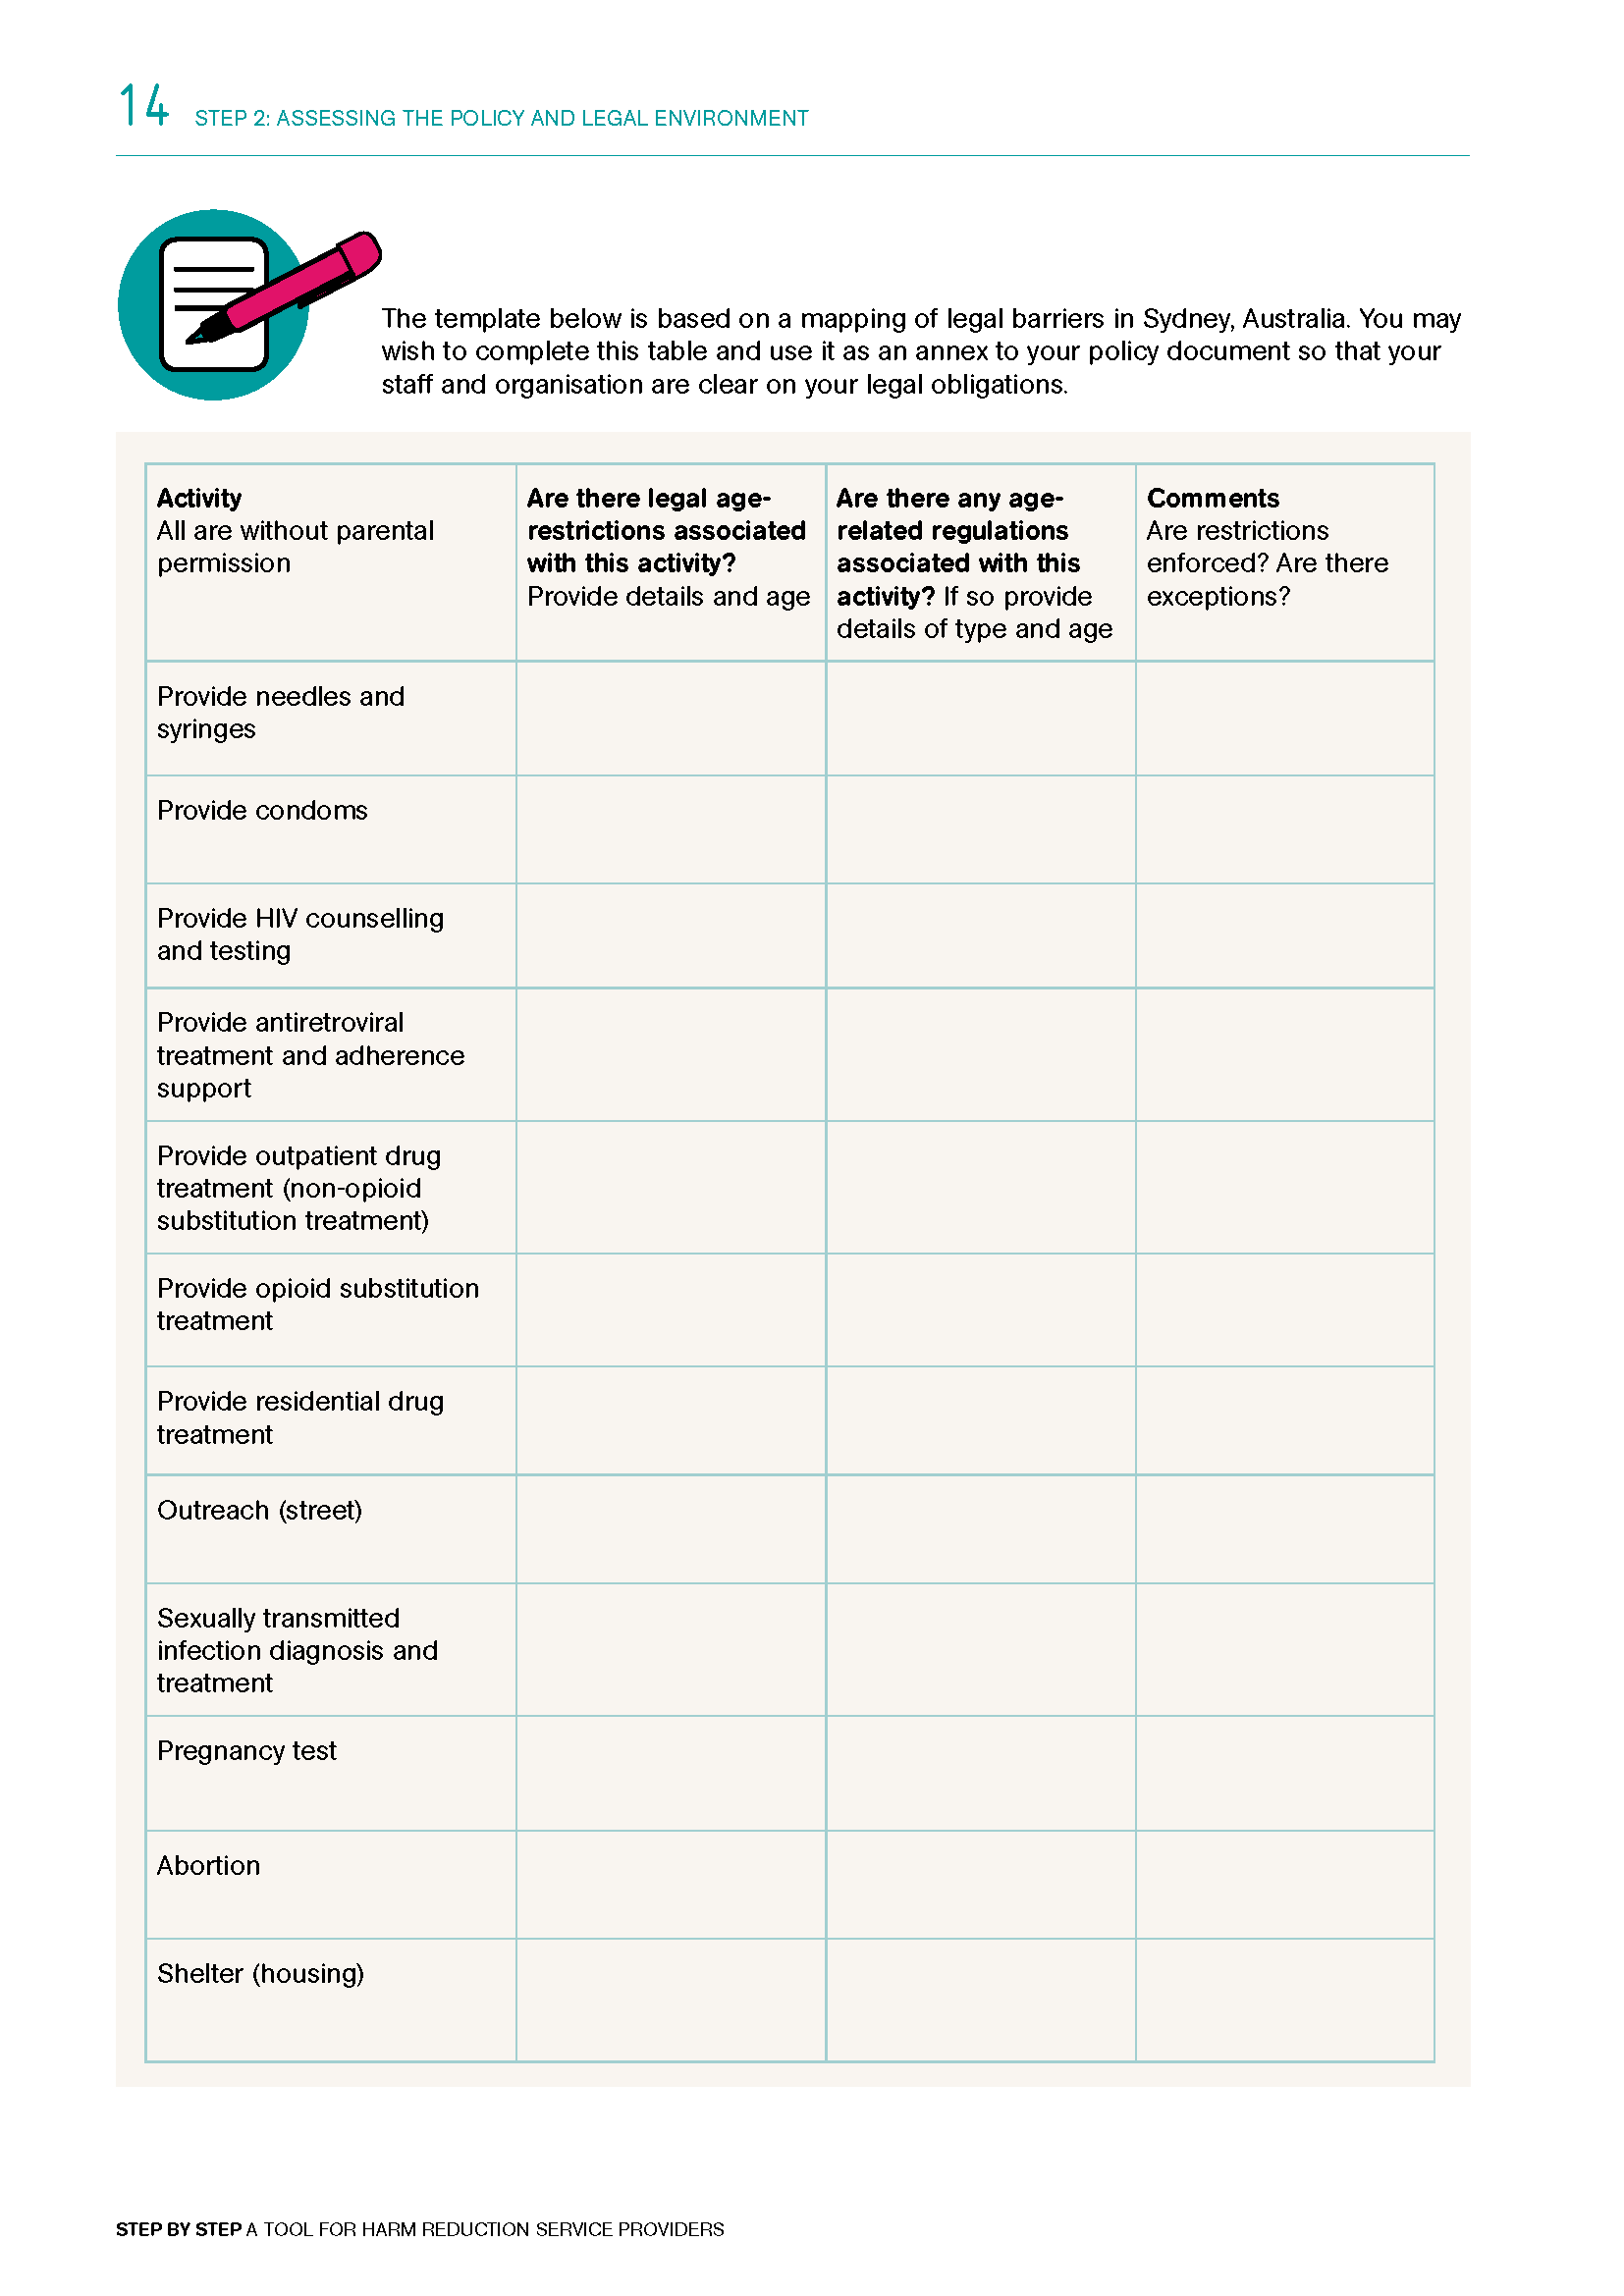 14 STEP 2: ASSESSING THE POLICY AND LEGAL ENVIRONMENT
The template below is based on a mapping of legal barriers in Sydney, Australia. You may
wish to complete this table and use it as an annex to your policy document so that your
staff and organisation are clear on your legal obligations.
Activity
All are without parental
permission
Are there legal age-
restrictions associated
with this activity?
Provide details and age
Are there any age-
related regulations
associated with this
activity? If so provide
details of type and age
Comments
Are restrictions
enforced? Are there
exceptions?
Provide needles and
syringes
Provide condoms
Provide HIV counselling
and testing
Provide antiretroviral
treatment and adherence
support
Provide outpatient drug
treatment (non-opioid
substitution treatment)
Provide opioid substitution
treatment
Provide residential drug
treatment
Outreach (street)
Sexually transmitted
infection diagnosis and
treatment
Pregnancy test
Abortion
Shelter (housing)
STEP BY STEP A TOOL FOR HARM REDUCTION SERVICE PROVIDERS